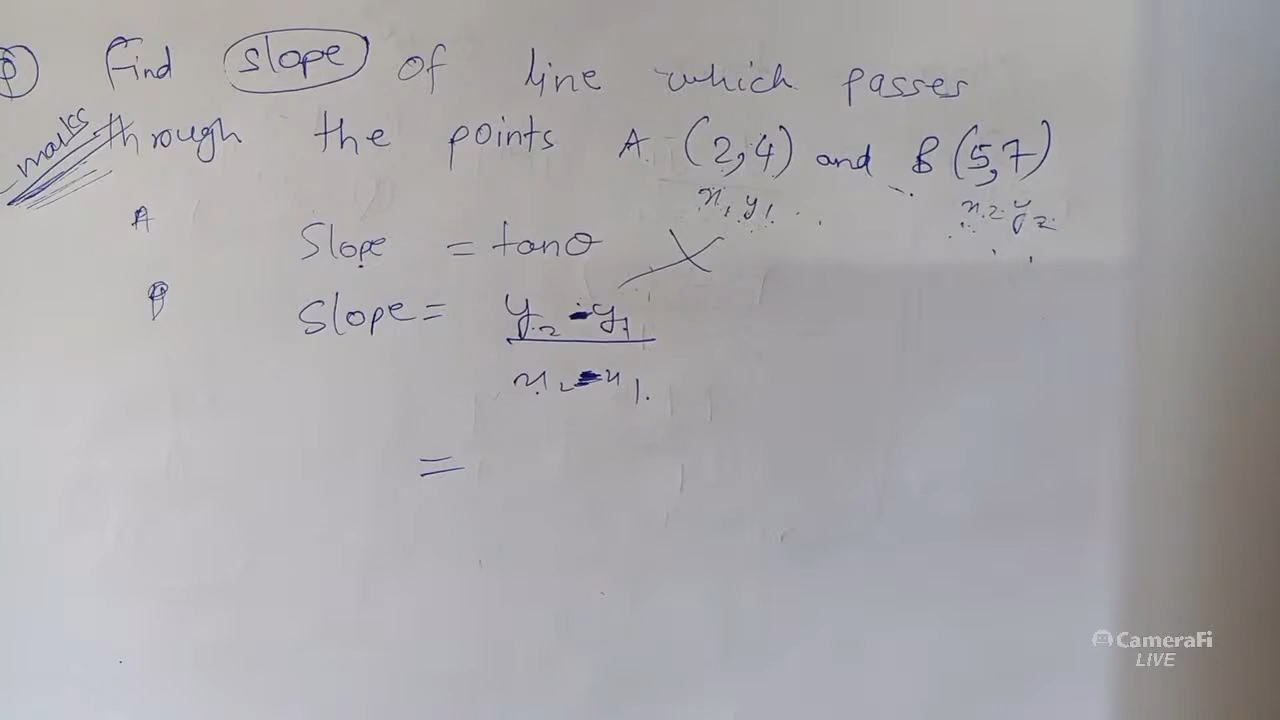 Find slope of line which passes
marks through the points A (2,4) and B (5,7)
x₁ y₁ x₂ y₂
A
Slope = tanθ
B
Slope = y₂ - y₁
x₂ - x₁
=
CameraFi
LIVE